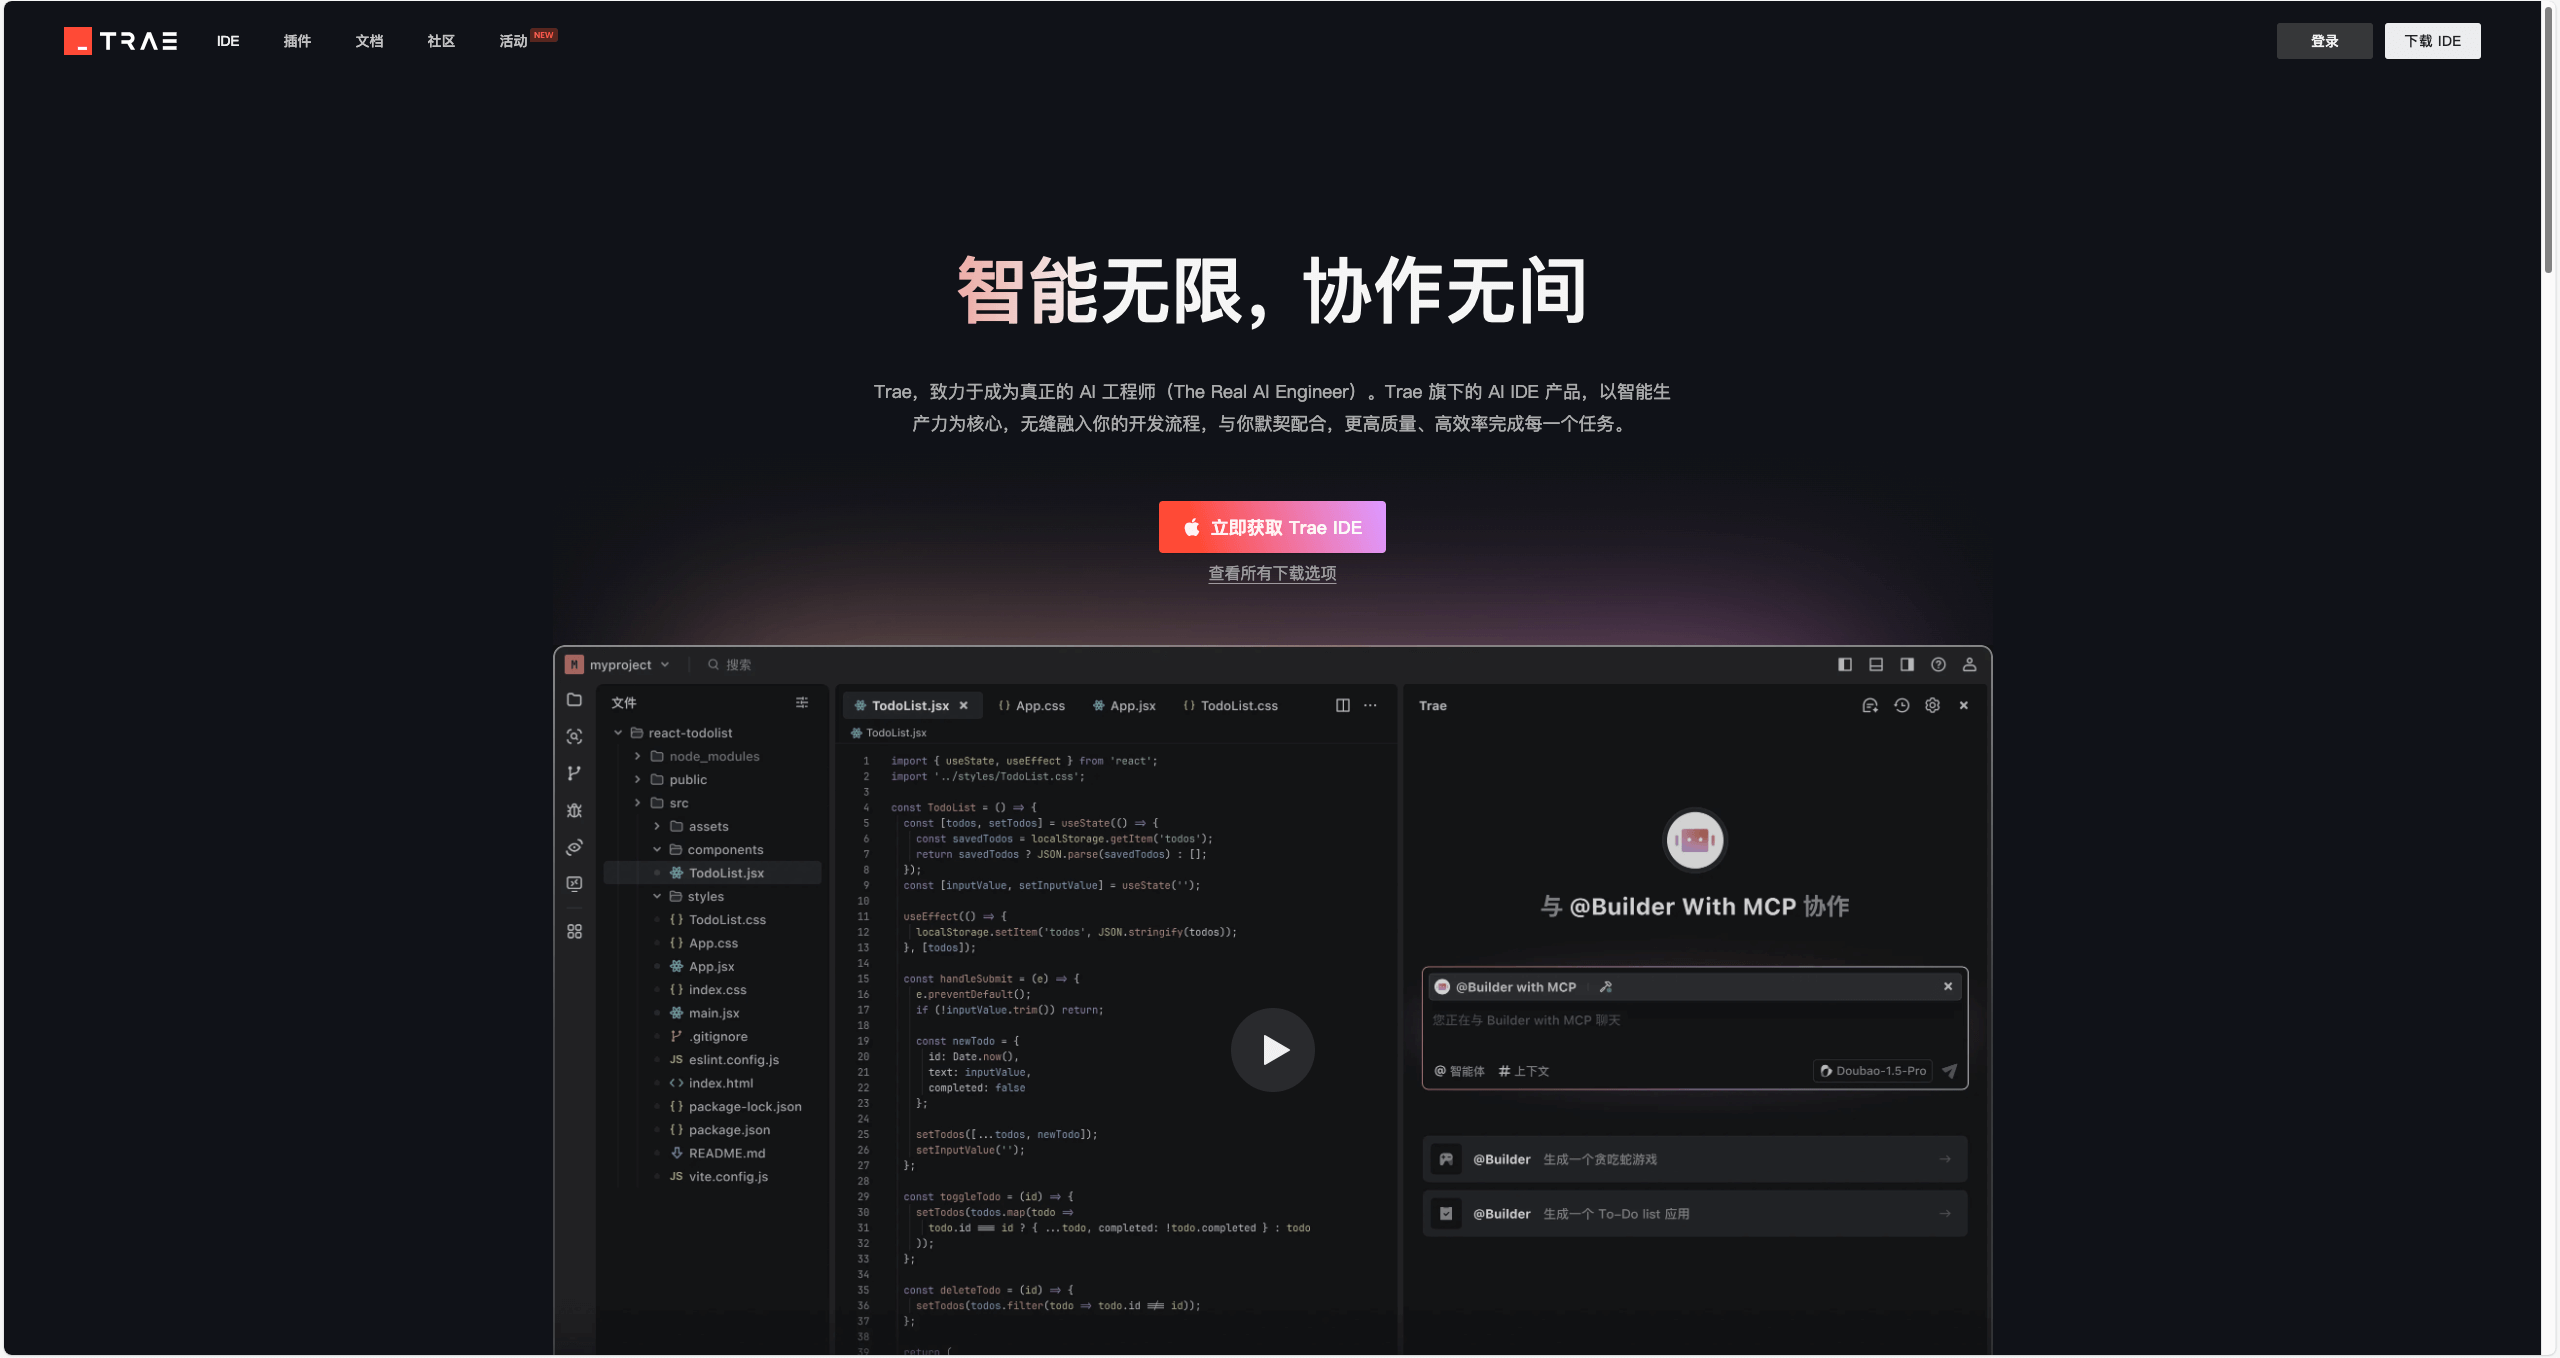 TRAE IDE 插件 文档 社区 活动 NEW 登录 下载 IDE
智能无限，协作无间
Trae，致力于成为真正的 AI 工程师（The Real AI Engineer）。Trae 旗下的 AI IDE 产品，以智能生
产力为核心，无缝融入你的开发流程，与你默契配合，更高质量、高效率完成每一个任务。
立即获取 Trae IDE
查看所有下载选项
M myproject 搜索
文件
react-todolist
node_modules
public
src
assets
components
TodoList.jsx
styles
{} TodoList.css
{} App.css
App.jsx
{} index.css
main.jsx
.gitignore
JS eslint.config.js
<> index.html
{} package-lock.json
{} package.json
README.md
JS vite.config.js
TodoList.jsx {} App.css App.jsx {} TodoList.css
TodoList.jsx
1 import { useState, useEffect } from 'react';
2 import '../styles/TodoList.css';
3
4 const TodoList = () => {
5 const [todos, setTodos] = useState(() => {
6 const savedTodos = localStorage.getItem('todos');
7 return savedTodos ? JSON.parse(savedTodos) : [];
8 });
9 const [inputValue, setInputValue] = useState('');
10
11 useEffect(() => {
12 localStorage.setItem('todos', JSON.stringify(todos));
13 }, [todos]);
14
15 const handleSubmit = (e) => {
16 e.preventDefault();
17 if (!inputValue.trim()) return;
18
19 const newTodo = {
20 id: Date.now(),
21 text: inputValue,
22 completed: false
23 };
24
25 setTodos([...todos, newTodo]);
26 setInputValue('');
27 };
28
29 const toggleTodo = (id) => {
30 setTodos(todos.map(todo =>
31 todo.id === id ? { ...todo, completed: !todo.completed } : todo
32 ));
33 };
34
35 const deleteTodo = (id) => {
36 setTodos(todos.filter(todo => todo.id !== id));
37 };
38
39 return (
Trae
与 @Builder With MCP 协作
@Builder with MCP
您正在与 Builder with MCP 聊天
@ 智能体 # 上下文 Doubao-1.5-Pro
@Builder 生成一个贪吃蛇游戏
@Builder 生成一个 To-Do list 应用